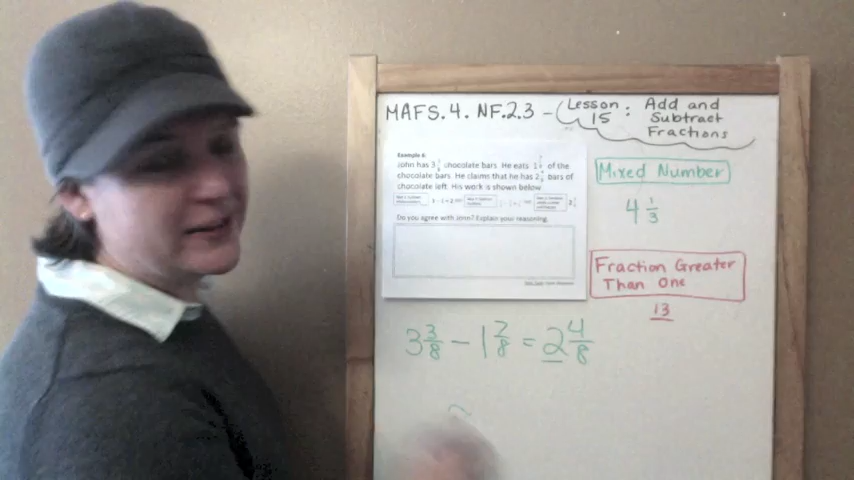 MAFS.4.NF.2.3 - Lesson 15 : Add and Subtract Fractions
Example 6:
John has 3 3/8 chocolate bars. He eats 1 7/8 of the
chocolate bars. He claims that he has 2 4/8 bars of
chocolate left. His work is shown below
Do you agree with John? Explain your reasoning.
Mixed Number
4 1/3
Fraction Greater
Than One
13
3 3/8 - 1 7/8 = 2 4/8